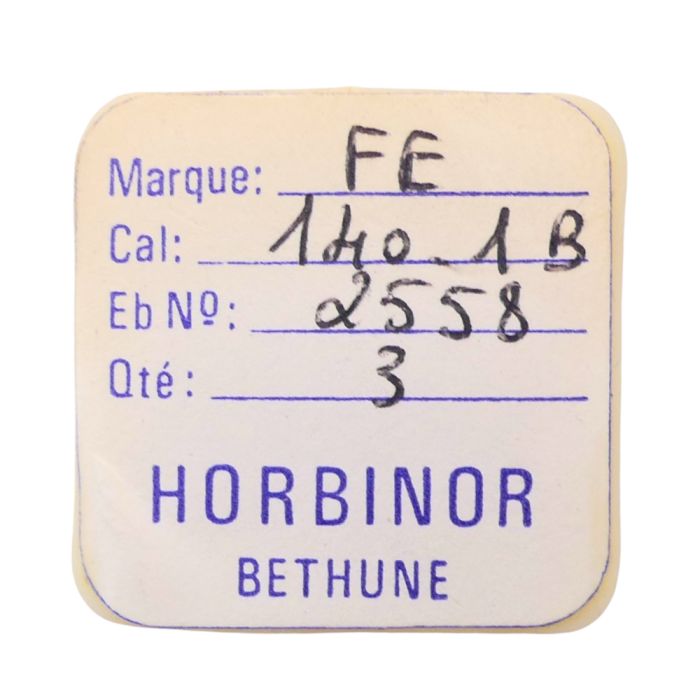 Marque: FE
Cal: 140-1B
Eb Nº: 2558
Qté: 3
HORBINOR
BETHUNE